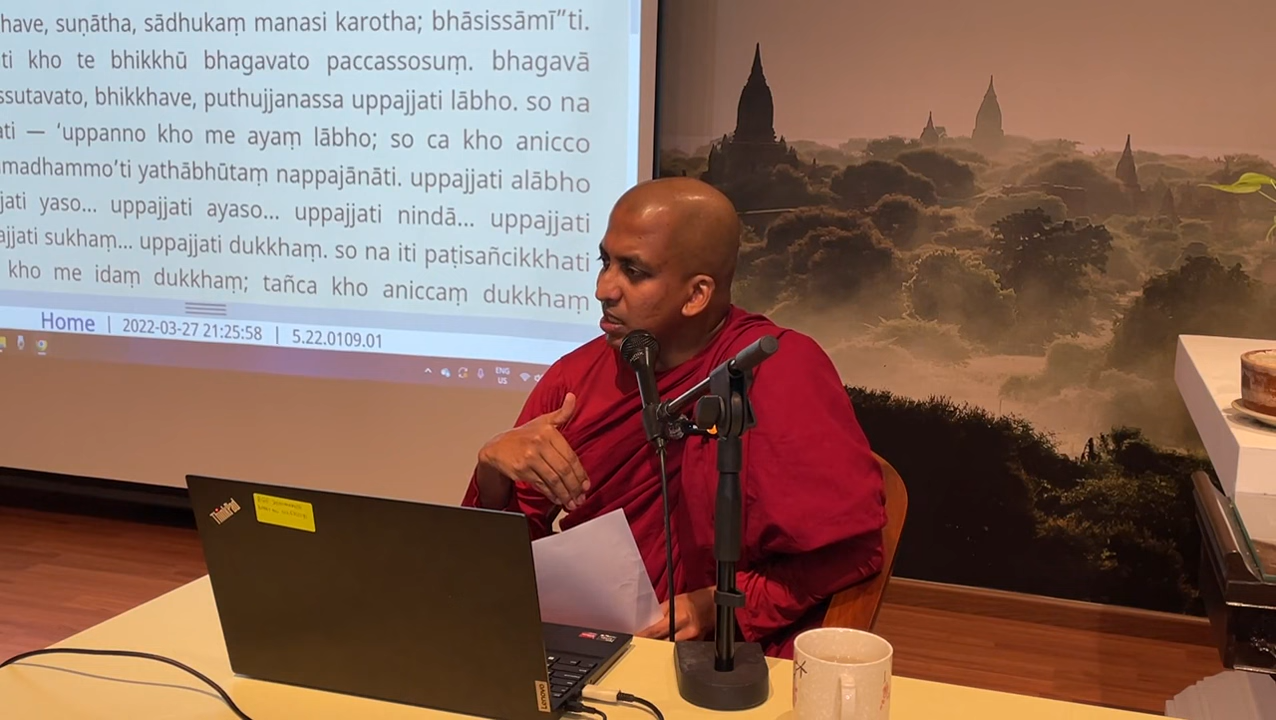 have, suṇātha, sādhukaṃ manasi karotha; bhāsissāmī”ti.
ti kho te bhikkhū bhagavato paccassosuṃ. bhagavā
ssutavato, bhikkhave, puthujjanassa uppajjati lābho. so na
ati — ‘uppanno kho me ayaṃ lābho; so ca kho anicco
madhammo’ti yathābhūtaṃ nappajānāti. uppajjati alābho
jati yaso... uppajjati ayaso... uppajjati nindā... uppajjati
ajjati sukhaṃ... uppajjati dukkhaṃ. so na iti paṭisañcikkhati
kho me idaṃ dukkhaṃ; tañca kho aniccaṃ dukkhaṃ
Home | 2022-03-27 21:25:58 | 5.22.0109.01
ENG
US
ThinkPad
Lenovo